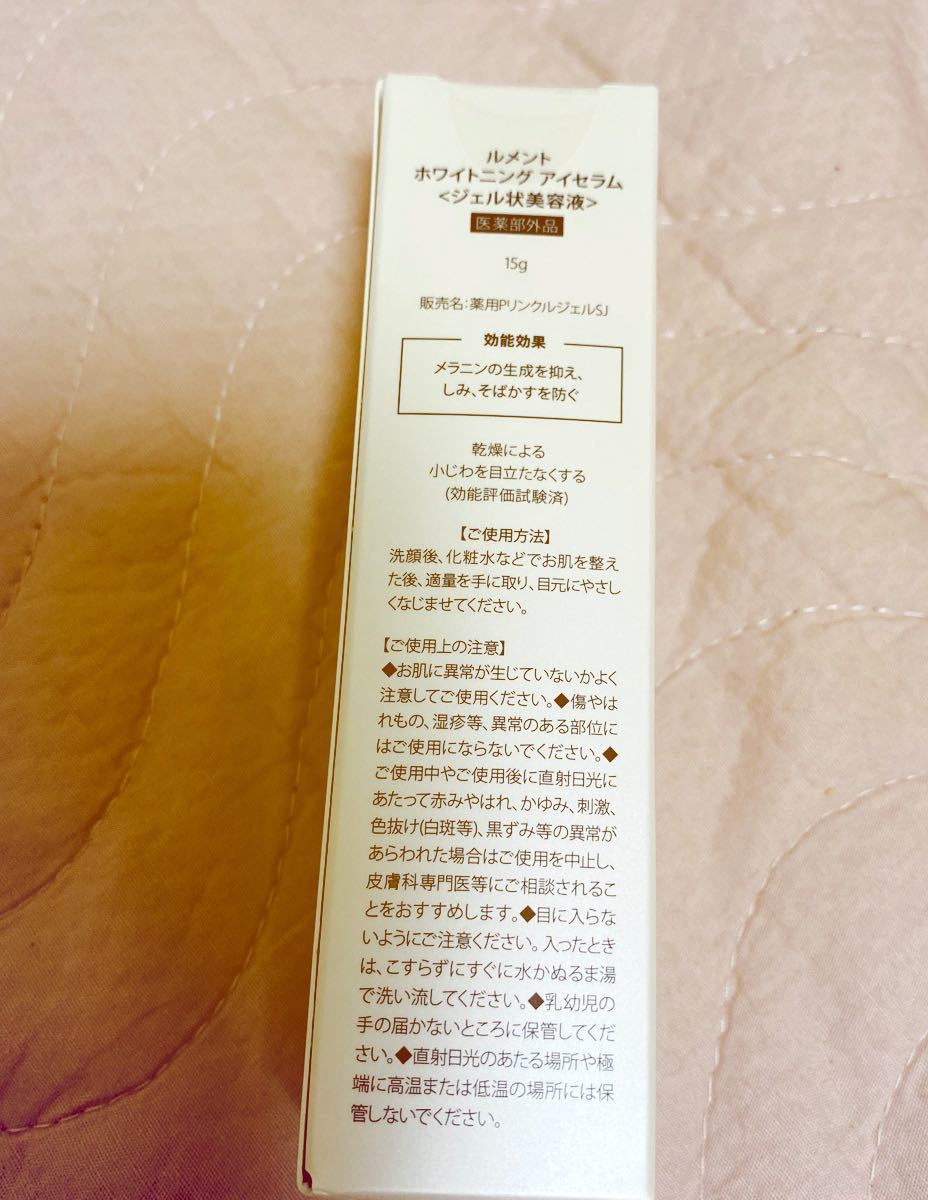 ルメント
ホワイトニング アイセラム
<ジェル状美容液>
医薬部外品
15g
販売名:薬用PリンクルジェルSJ
効能効果
メラニンの生成を抑え、
しみ、そばかすを防ぐ
乾燥による
小じわを目立たなくする
(効能評価試験済)
【ご使用方法】
洗顔後、化粧水などでお肌を整え
た後、適量を手に取り、目元にやさし
くなじませてください。
【ご使用上の注意】
◆お肌に異常が生じていないかよく
注意してご使用ください。◆傷やは
れもの、湿疹等、異常のある部位に
はご使用にならないでください。◆
ご使用中やご使用後に直射日光に
あたって赤みやはれ、かゆみ、刺激、
色抜け(白斑等)、黒ずみ等の異常が
あらわれた場合はご使用を中止し、
皮膚科専門医等にご相談されるこ
とをおすすめします。◆目に入らな
いようにご注意ください。入ったとき
は、こすらずにすぐに水かぬるま湯
で洗い流してください。◆乳幼児の
手の届かないところに保管してくだ
さい。◆直射日光のあたる場所や極
端に高温または低温の場所には保
管しないでください。